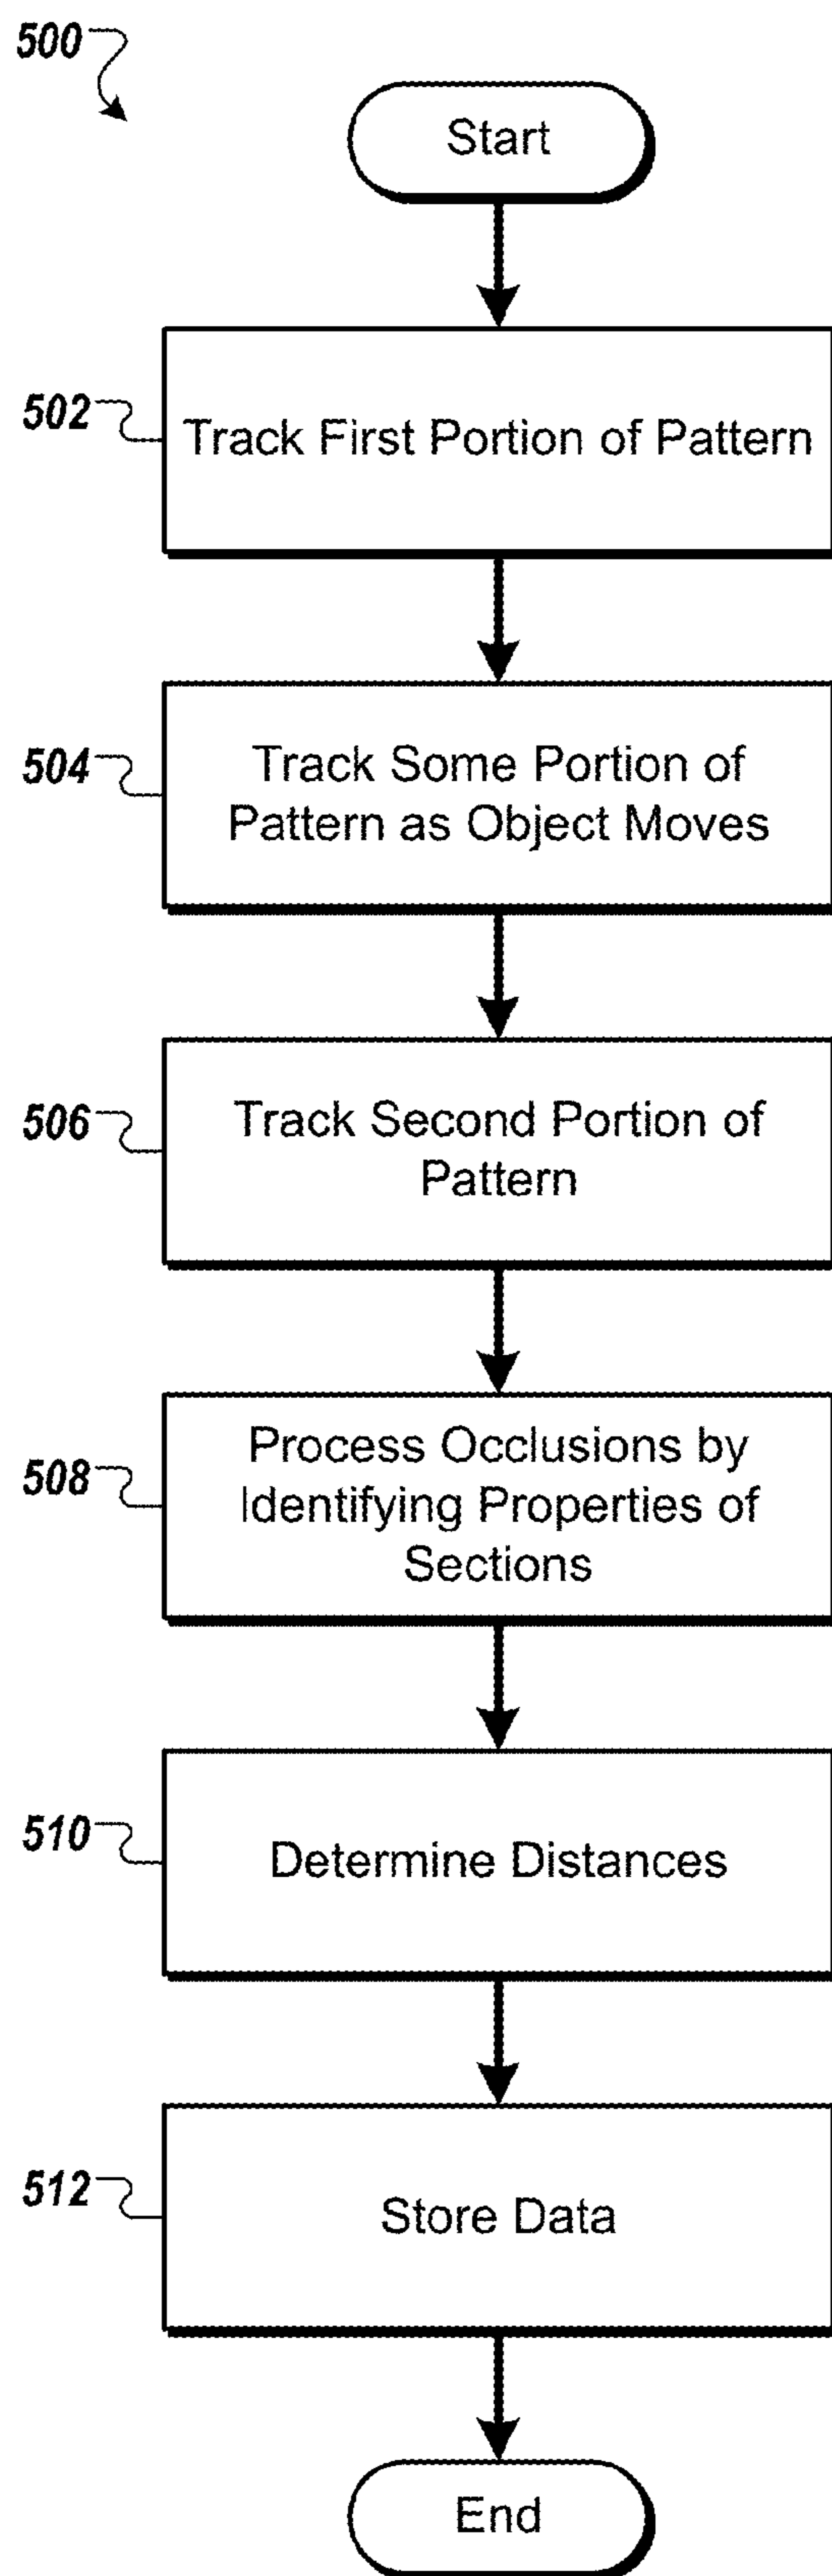 500
Start
502
Track First Portion of Pattern
504
Track Some Portion of
Pattern as Object Moves
506
Track Second Portion of
Pattern
508
Process Occlusions by
Identifying Properties of
Sections
510
Determine Distances
512
Store Data
End